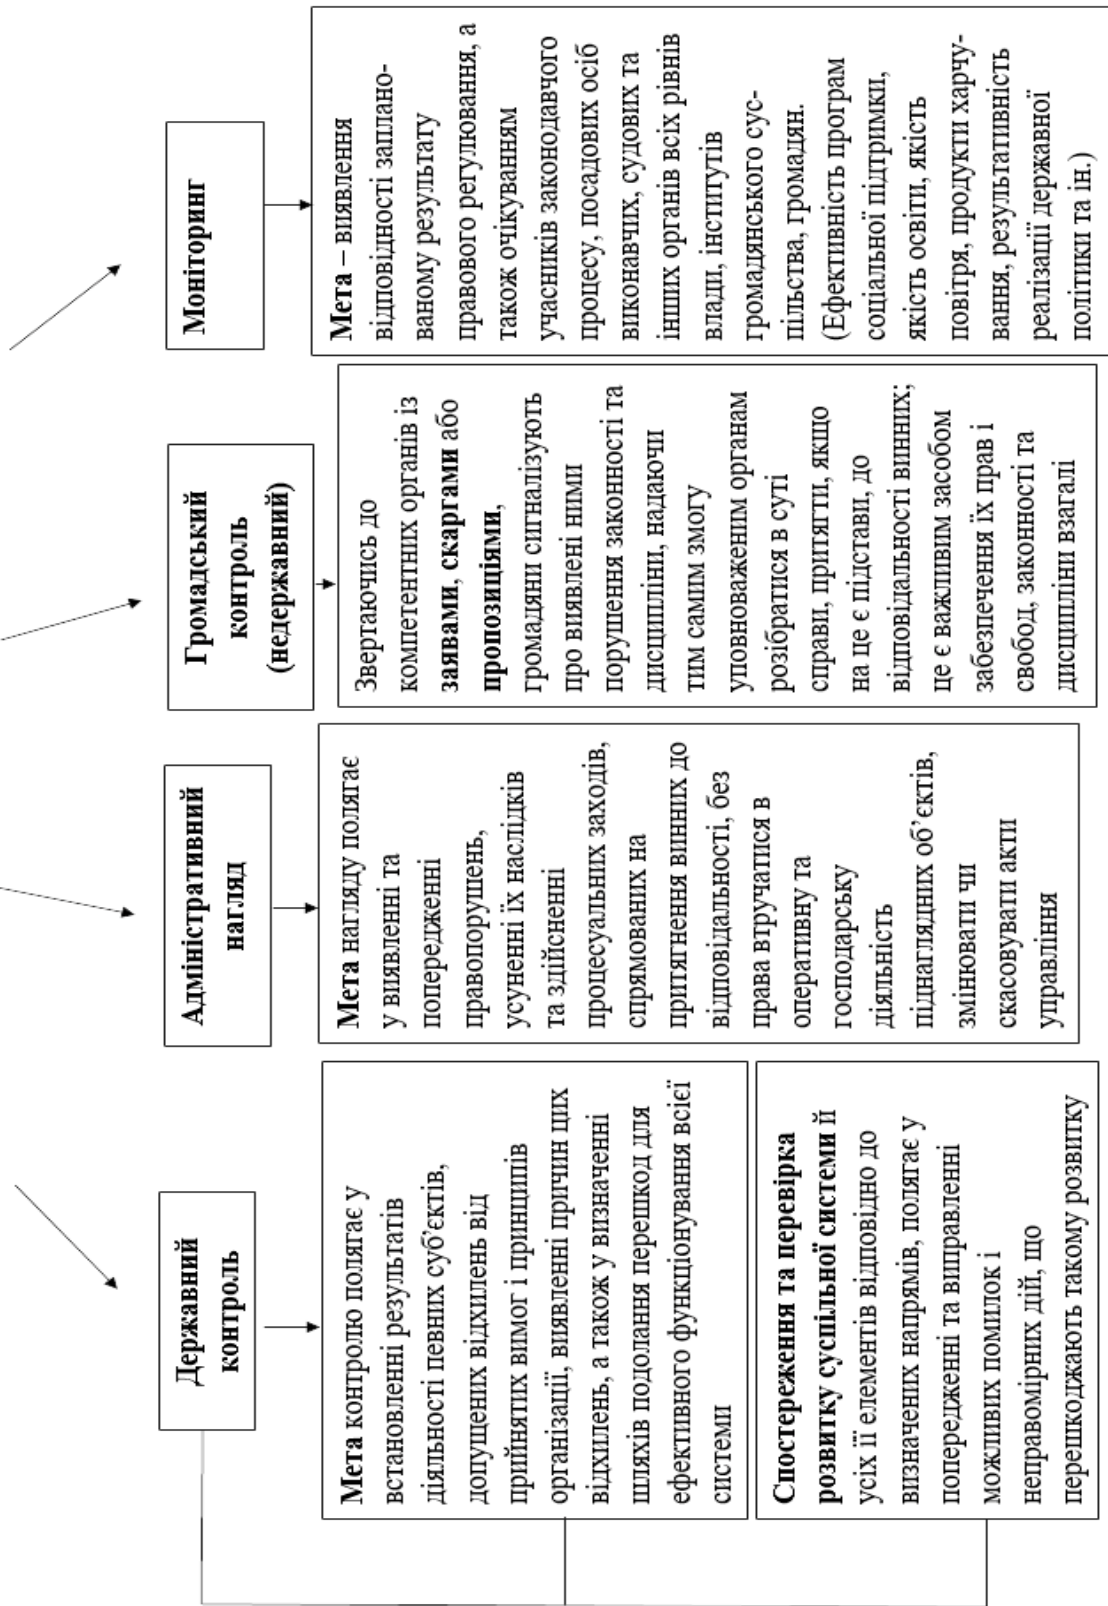 Державний
контроль
Мета контролю полягає у
встановленні результатів
діяльності певних суб’єктів,
допущених відхилень від
прийнятих вимог і принципів
організації, виявленні причин цих
відхилень, а також у визначенні
шляхів подолання перешкод для
ефективного функціонування всієї
системи
Спостереження та перевірка
розвитку суспільної системи й
усіх її елементів відповідно до
визначених напрямів, полягає у
попередженні та виправленні
можливих помилок і
неправомірних дій, що
перешкоджають такому розвитку
Адміністративний
нагляд
Мета нагляду полягає
у виявленні та
попередженні
правопорушень,
усуненні їх наслідків
та здійсненні
процесуальних заходів,
спрямованих на
притягнення винних до
відповідальності, без
права втручатися в
оперативну та
господарську
діяльність
піднаглядних об’єктів,
змінювати чи
скасовувати акти
управління
Громадський
контроль
(недержавний)
Звертаючись до
компетентних органів із
заявами, скаргами або
пропозиціями,
громадяни сигналізують
про виявлені ними
порушення законності та
дисципліни, надаючи
тим самим змогу
уповноваженим органам
розібратися в суті
справи, притягти, якщо
на це є підстави, до
відповідальності винних;
це є важливим засобом
забезпечення їх прав і
свобод, законності та
дисципліни взагалі
Моніторинг
Мета – виявлення
відповідності заплано-
ваному результату
правового регулювання, а
також очікуванням
учасників законодавчого
процесу, посадових осіб
виконавчих, судових та
інших органів всіх рівнів
влади, інститутів
громадянського сус-
пільства, громадян.
(Ефективність програм
соціальної підтримки,
якість освіти, якість
повітря, продукти харчу-
вання, результативність
реалізації державної
політики та ін.)